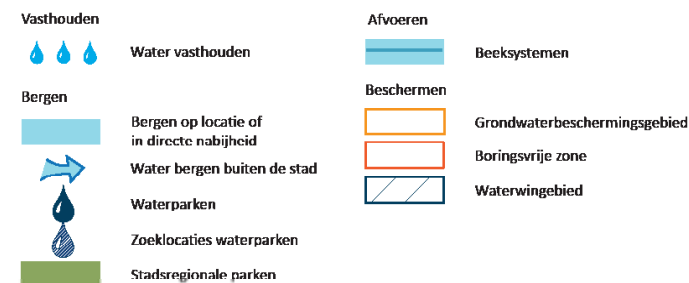 Vasthouden
Water vasthouden
Bergen
Bergen op locatie of
in directe nabijheid
Water bergen buiten de stad
Waterparken
Zoeklocaties waterparken
Stadsregionale parken
Afvoeren
Beeksystemen
Beschermen
Grondwaterbeschermingsgebied
Boringsvrije zone
Waterwingebied